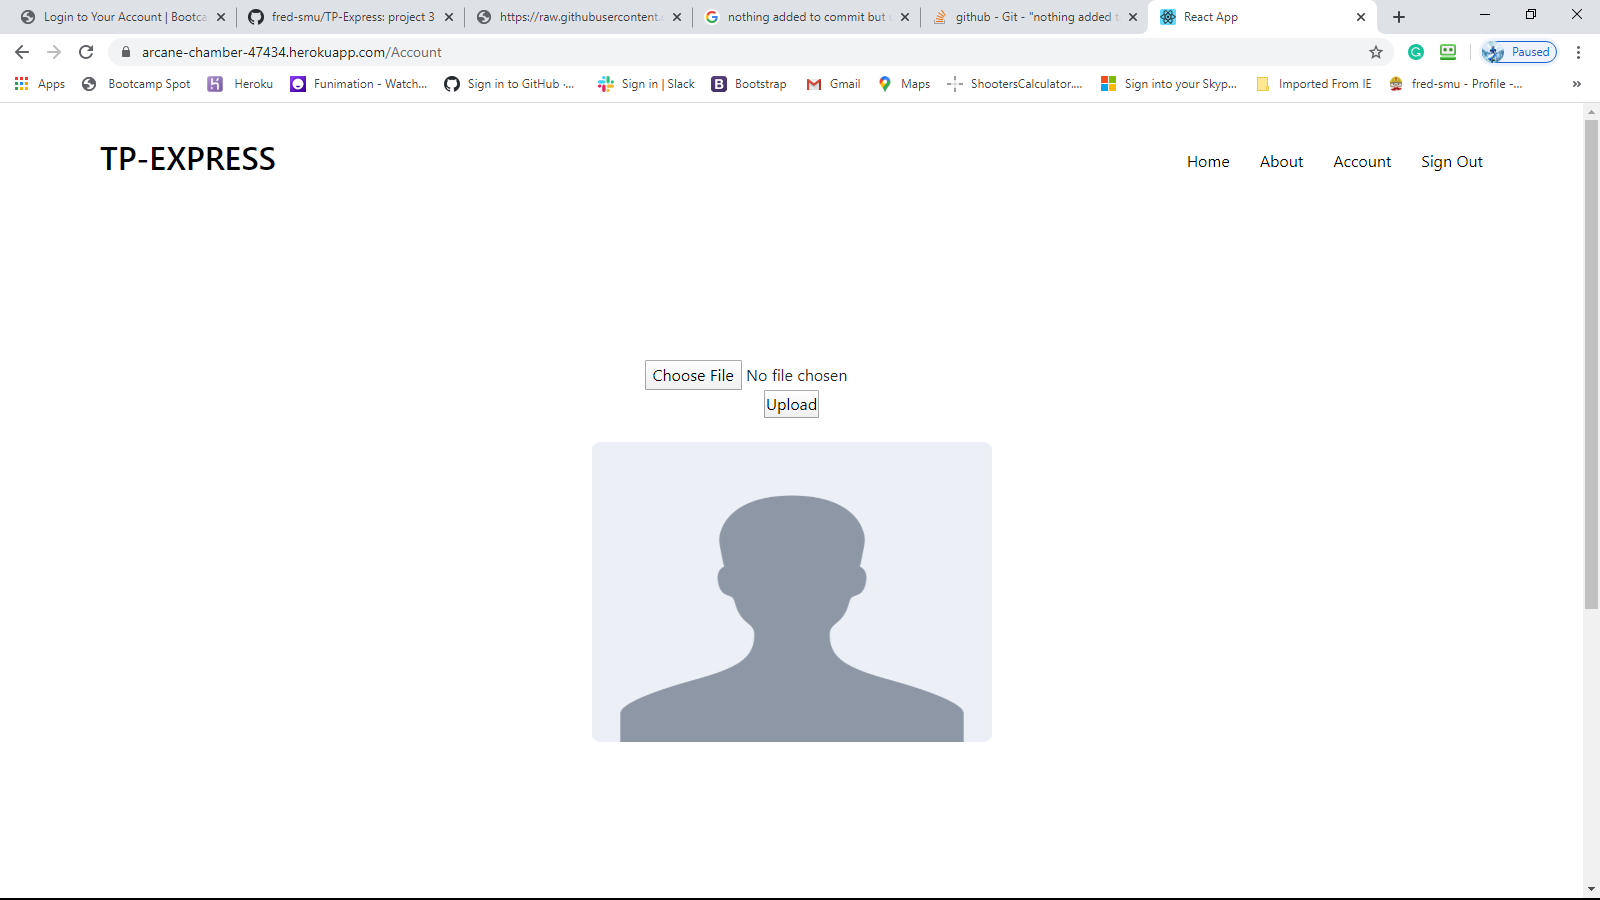 Login to Your Account | Bootca
fred-smu/TP-Express: project 3
https://raw.githubusercontent.
nothing added to commit but
github - Git - "nothing added t
React App
arcane-chamber-47434.herokuapp.com/Account
Paused
Apps
Bootcamp Spot
Heroku
Funimation - Watch...
Sign in to GitHub ·...
Sign in | Slack
Bootstrap
Gmail
Maps
ShootersCalculator....
Sign into your Skyp...
Imported From IE
fred-smu - Profile -...
»
TP-EXPRESS
Home
About
Account
Sign Out
Choose File No file chosen
Upload